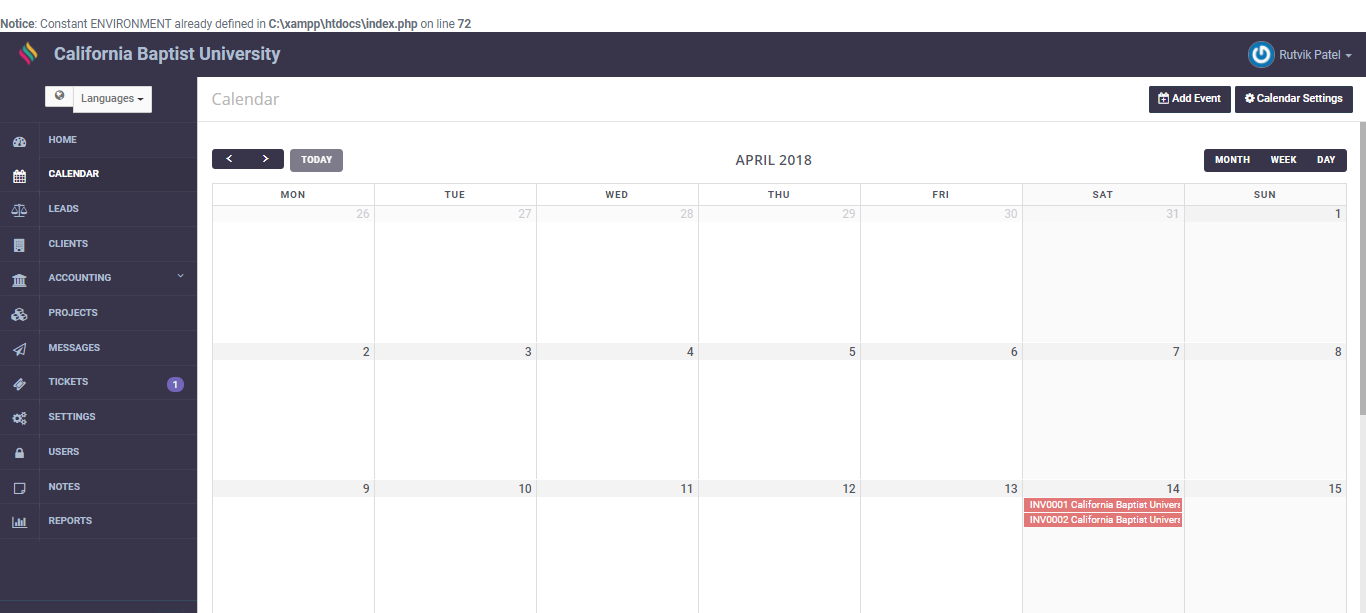 Notice: Constant ENVIRONMENT already defined in C:\xampp\htdocs\index.php on line 72
California Baptist University
Rutvik Patel
Languages
Calendar
Add Event
Calendar Settings
HOME
CALENDAR
LEADS
CLIENTS
ACCOUNTING
PROJECTS
MESSAGES
TICKETS 1
SETTINGS
USERS
NOTES
REPORTS
TODAY
APRIL 2018
MONTH WEEK DAY
MON TUE WED THU FRI SAT SUN
26 27 28 29 30 31 1
2 3 4 5 6 7 8
9 10 11 12 13 14 15
INV0001 California Baptist Univers
INV0002 California Baptist Univers